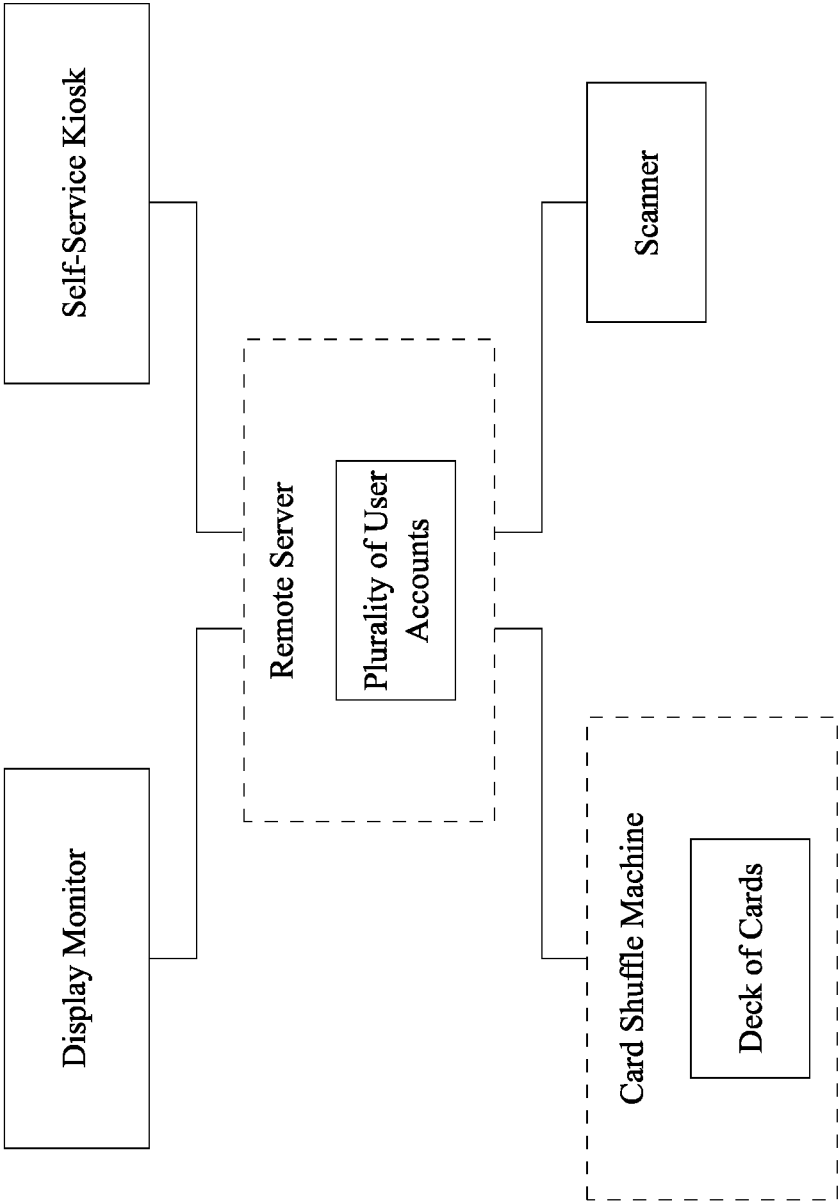 Display Monitor
Self-Service Kiosk
Remote Server
Plurality of User
Accounts
Card Shuffle Machine
Deck of Cards
Scanner